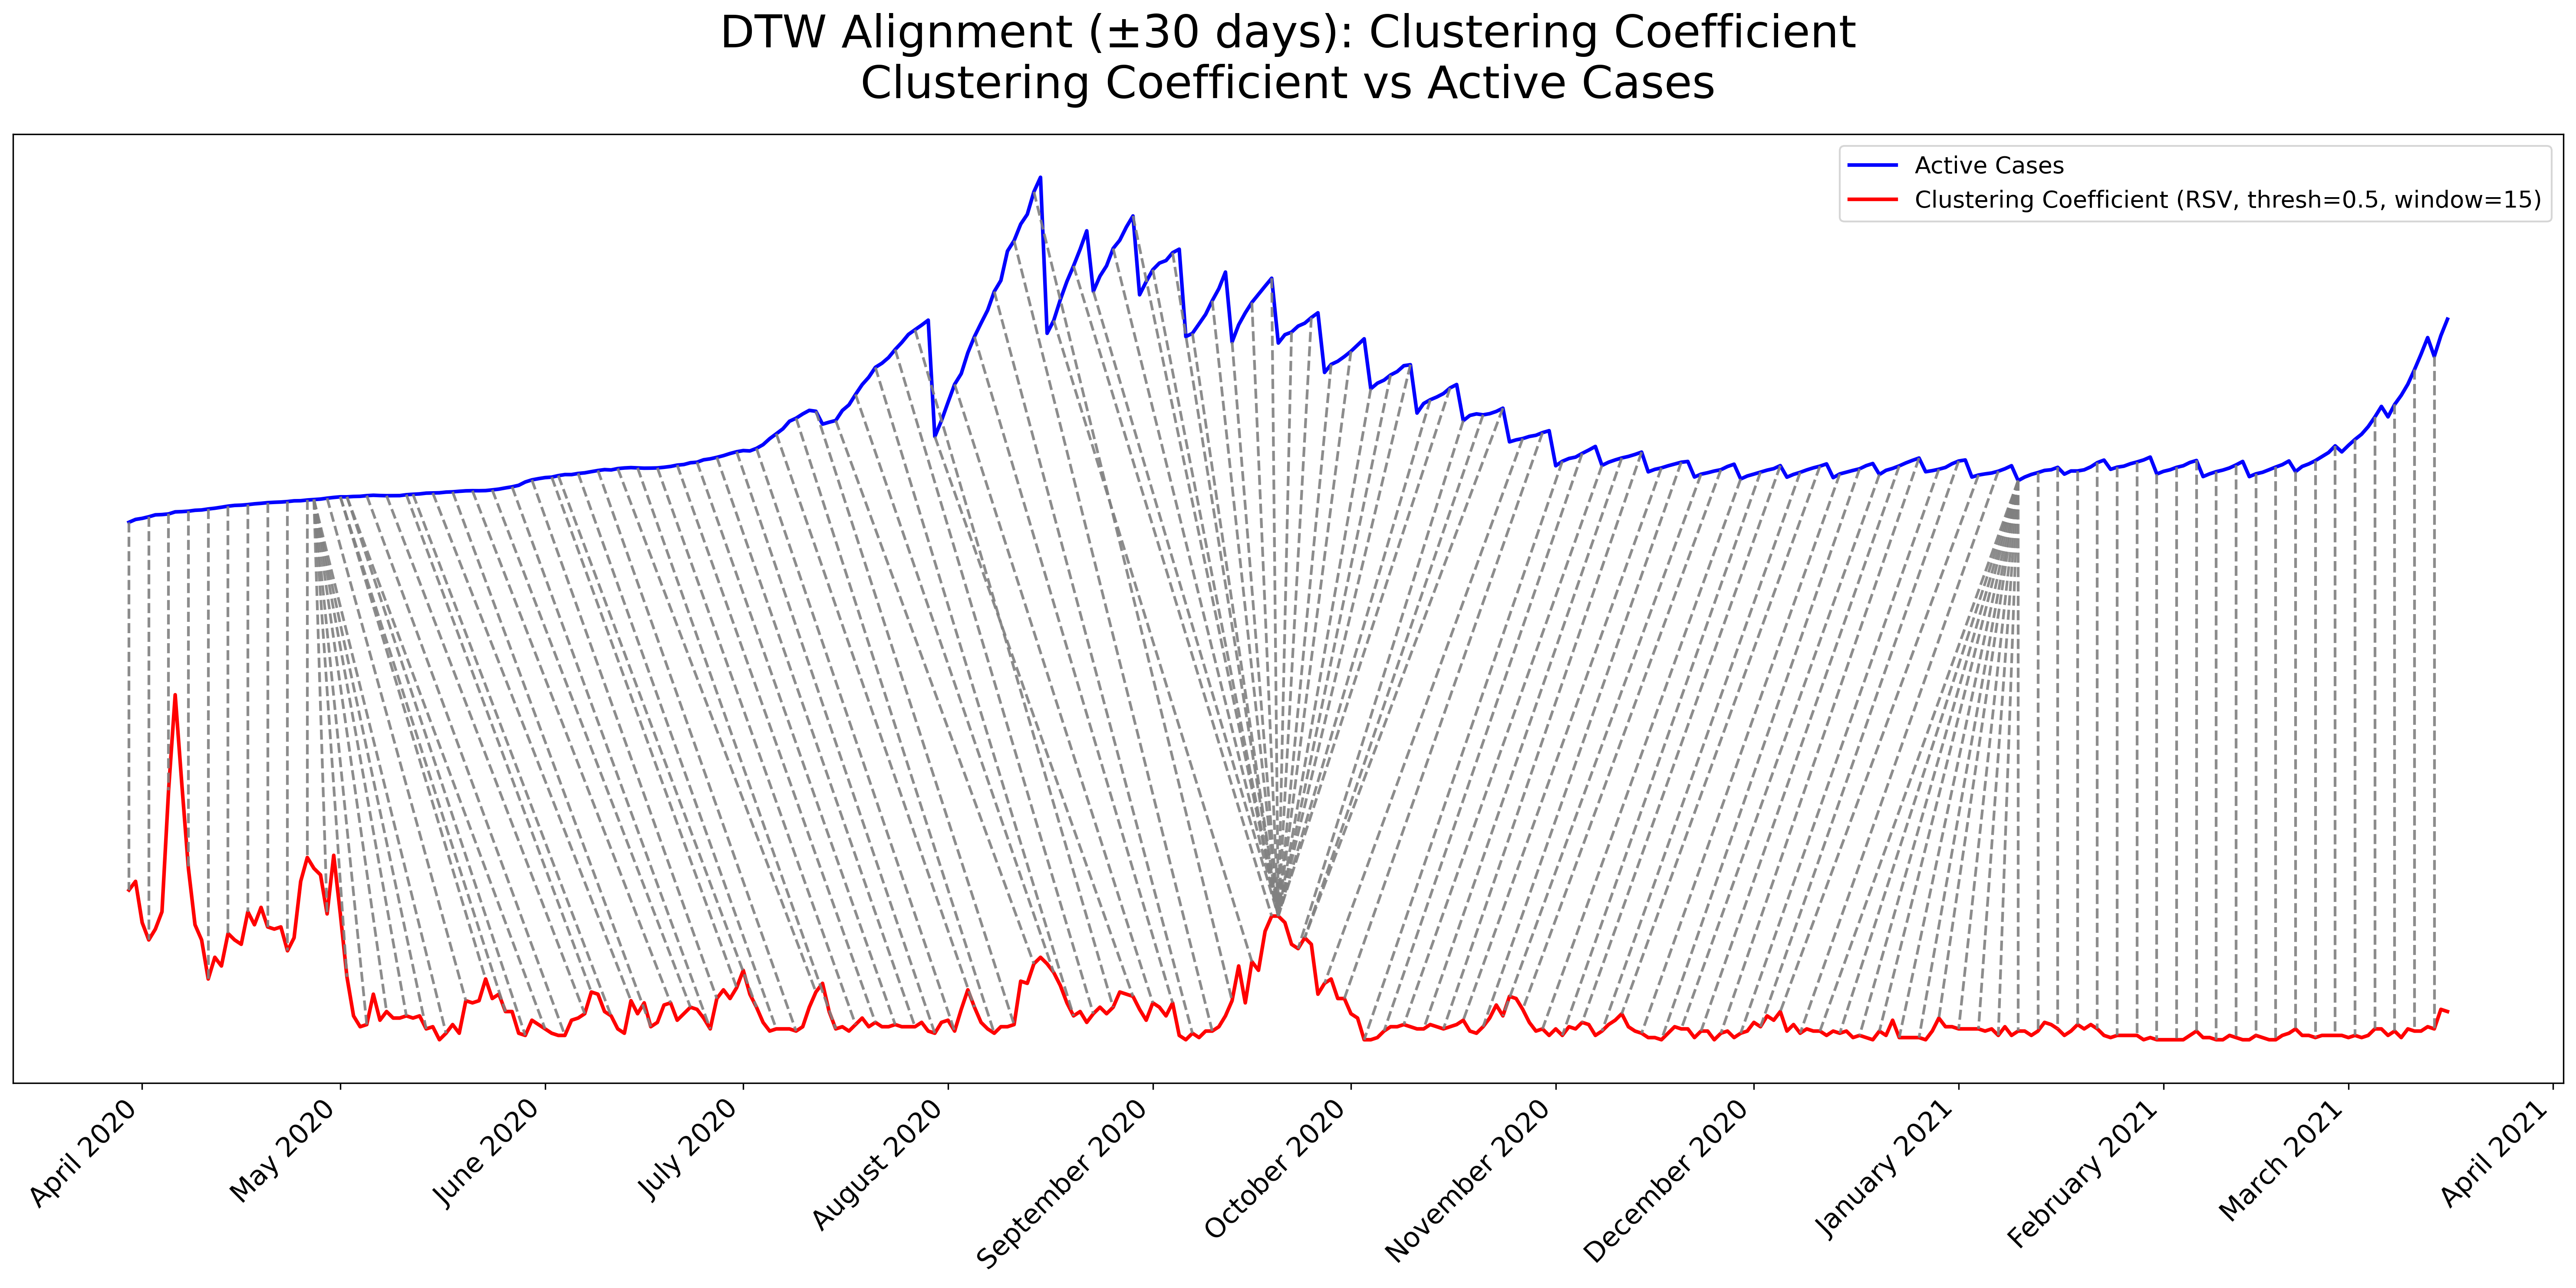 DTW Alignment (±30 days): Clustering Coefficient
Clustering Coefficient vs Active Cases
Active Cases
Clustering Coefficient (RSV, thresh=0.5, window=15)
April 2020
May 2020
June 2020
July 2020
August 2020
September 2020
October 2020
November 2020
December 2020
January 2021
February 2021
March 2021
April 2021